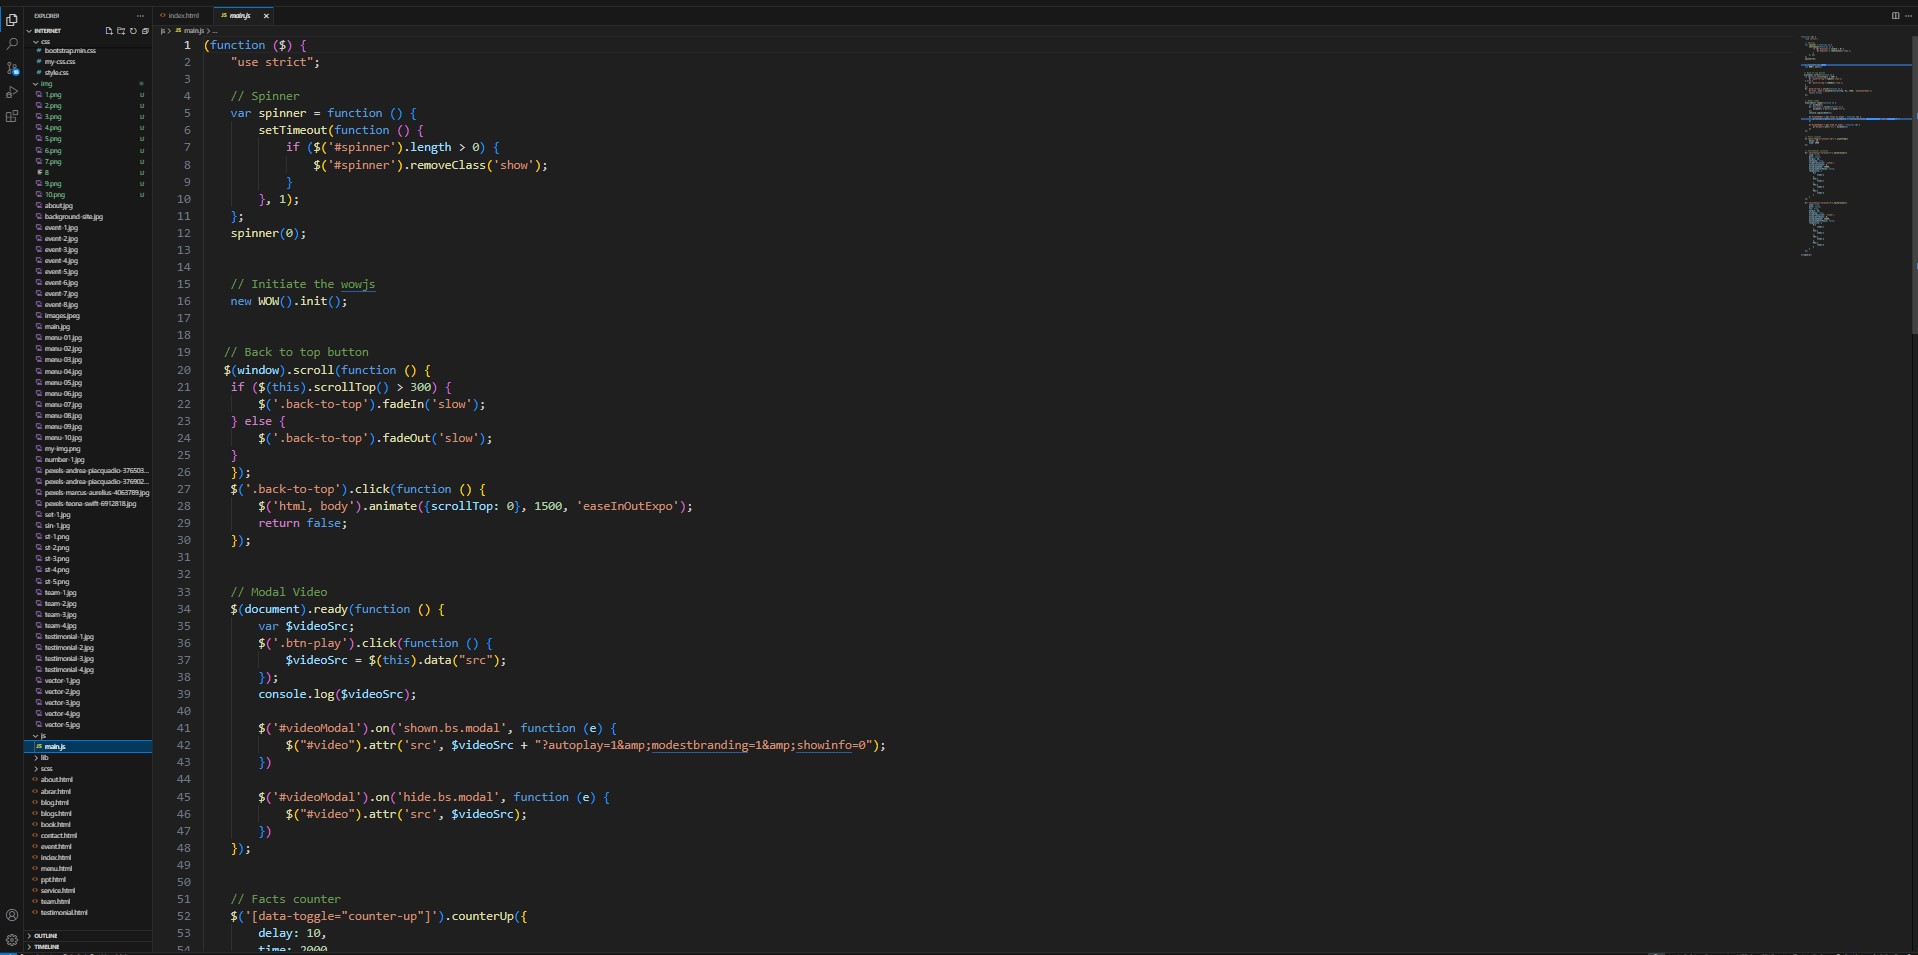 EXPLORER
INTERNET
css
bootstrap.min.css
my-css.css
style.css
img
1.png U
2.png U
3.png U
4.png U
5.png U
6.png U
7.png U
8 U
9.png U
10.png U
about.jpg
background-site.jpg
event-1.jpg
event-2.jpg
event-3.jpg
event-4.jpg
event-5.jpg
event-6.jpg
event-7.jpg
event-8.jpg
images.jpeg
main.jpg
menu-01.jpg
menu-02.jpg
menu-03.jpg
menu-04.jpg
menu-05.jpg
menu-06.jpg
menu-07.jpg
menu-08.jpg
menu-09.jpg
menu-10.jpg
my-img.png
number-1.jpg
pexels-andrea-piacquadio-376503...
pexels-andrea-piacquadio-376902...
pexels-marcus-aurelius-4063789.jpg
pexels-teona-swift-6912818.jpg
set-1.jpg
sin-1.jpg
st-1.png
st-2.png
st-3.png
st-4.png
st-5.png
team-1.jpg
team-2.jpg
team-3.jpg
team-4.jpg
testimonial-1.jpg
testimonial-2.jpg
testimonial-3.jpg
testimonial-4.jpg
vector-1.jpg
vector-2.jpg
vector-3.jpg
vector-4.jpg
vector-5.jpg
js
JS main.js
lib
scss
about.html
abrar.html
blog.html
blogs.html
book.html
contact.html
event.html
index.html
menu.html
ppt.html
service.html
team.html
testimonial.html
OUTLINE
TIMELINE
index.html JS main.js
js > JS main.js > ...
1 (function ($) {
2 "use strict";
3
4 // Spinner
5 var spinner = function () {
6 setTimeout(function () {
7 if ($('#spinner').length > 0) {
8 $('#spinner').removeClass('show');
9 }
10 }, 1);
11 };
12 spinner(0);
13
14
15 // Initiate the wowjs
16 new WOW().init();
17
18
19 // Back to top button
20 $(window).scroll(function () {
21 if ($(this).scrollTop() > 300) {
22 $('.back-to-top').fadeIn('slow');
23 } else {
24 $('.back-to-top').fadeOut('slow');
25 }
26 });
27 $('.back-to-top').click(function () {
28 $('html, body').animate({scrollTop: 0}, 1500, 'easeInOutExpo');
29 return false;
30 });
31
32
33 // Modal Video
34 $(document).ready(function () {
35 var $videoSrc;
36 $('.btn-play').click(function () {
37 $videoSrc = $(this).data("src");
38 });
39 console.log($videoSrc);
40
41 $('#videoModal').on('shown.bs.modal', function (e) {
42 $("#video").attr('src', $videoSrc + "?autoplay=1&amp;modestbranding=1&amp;showinfo=0");
43 })
44
45 $('#videoModal').on('hide.bs.modal', function (e) {
46 $("#video").attr('src', $videoSrc);
47 })
48 });
49
50
51 // Facts counter
52 $('[data-toggle="counter-up"]').counterUp({
53 delay: 10,
54 time: 2000